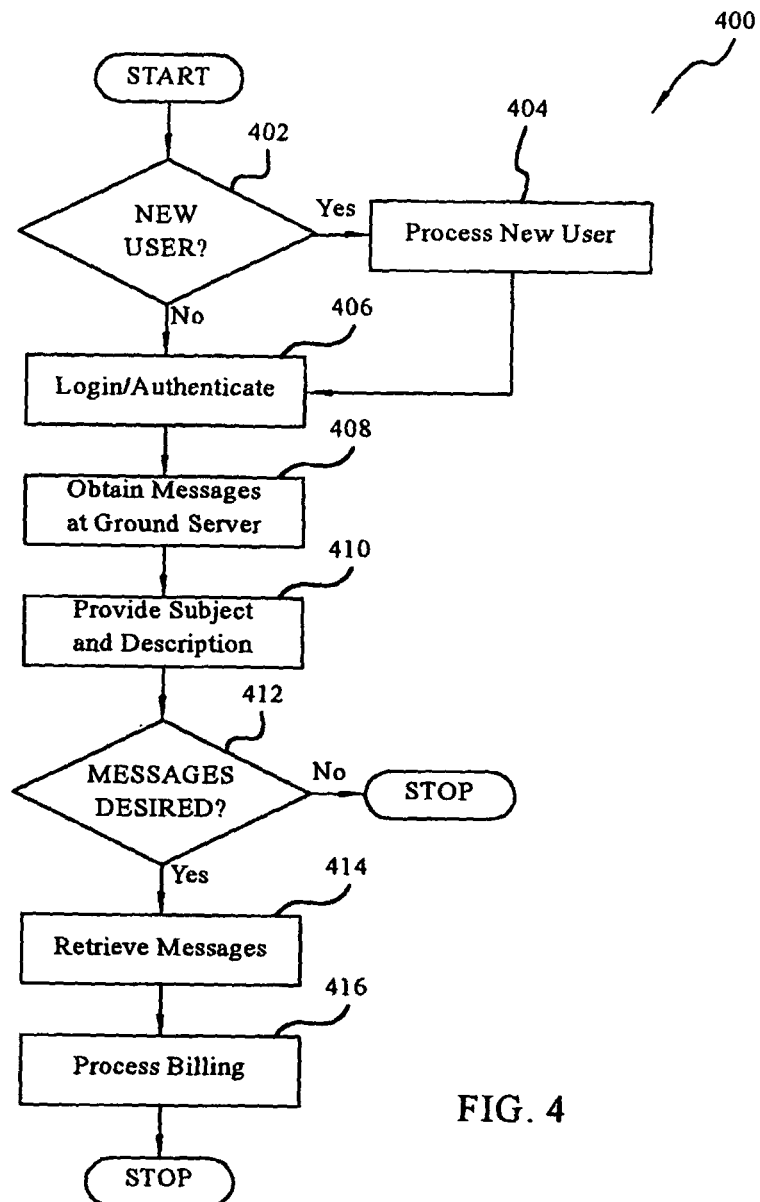 400
START
402
404
NEW
USER?
Yes
Process New User
No
406
Login/Authenticate
408
Obtain Messages
at Ground Server
410
Provide Subject
and Description
412
MESSAGES
DESIRED?
No
STOP
Yes
414
Retrieve Messages
416
Process Billing
FIG. 4
STOP